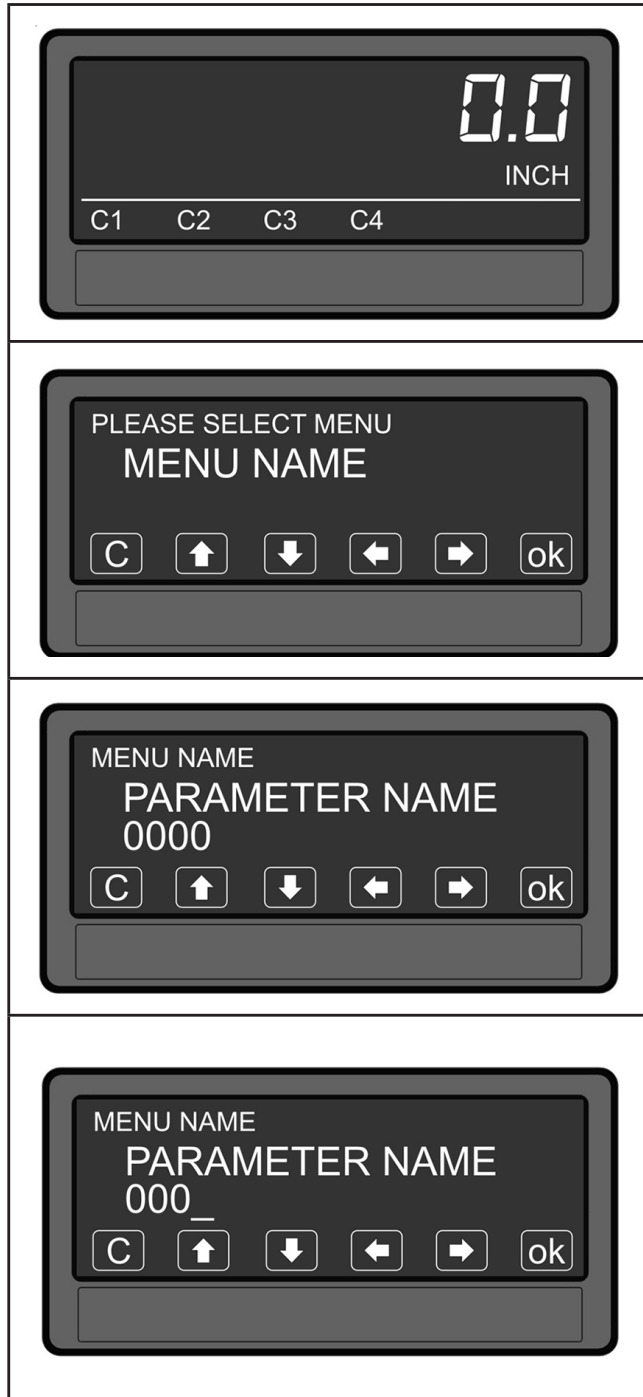 0.0
INCH
C1 C2 C3 C4
PLEASE SELECT MENU
MENU NAME
C ok
MENU NAME
PARAMETER NAME
0000
C ok
MENU NAME
PARAMETER NAME
000_
C ok